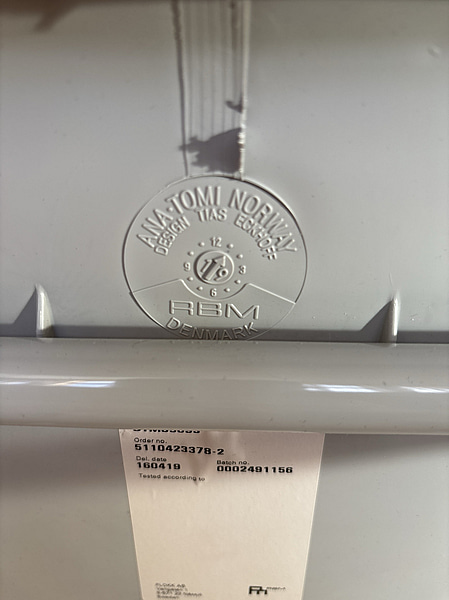 ANA-TOMI NORWAY
DESIGN TIAS ECKHOFF
12
9 3
6
RBM
DENMARK
Order no.
5110423378-2
Del. date Batch no.
160419 0002491156
Tested according to